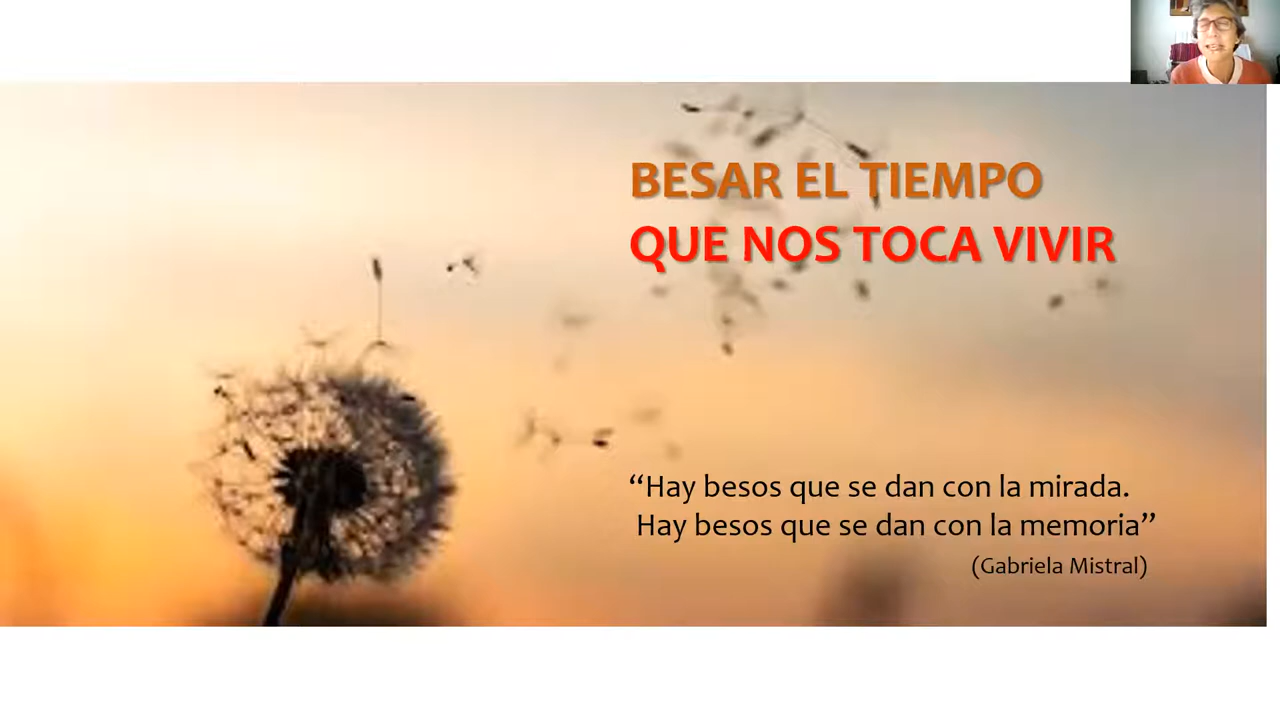 BESAR EL TIEMPO
QUE NOS TOCA VIVIR
“Hay besos que se dan con la mirada.
Hay besos que se dan con la memoria”
(Gabriela Mistral)